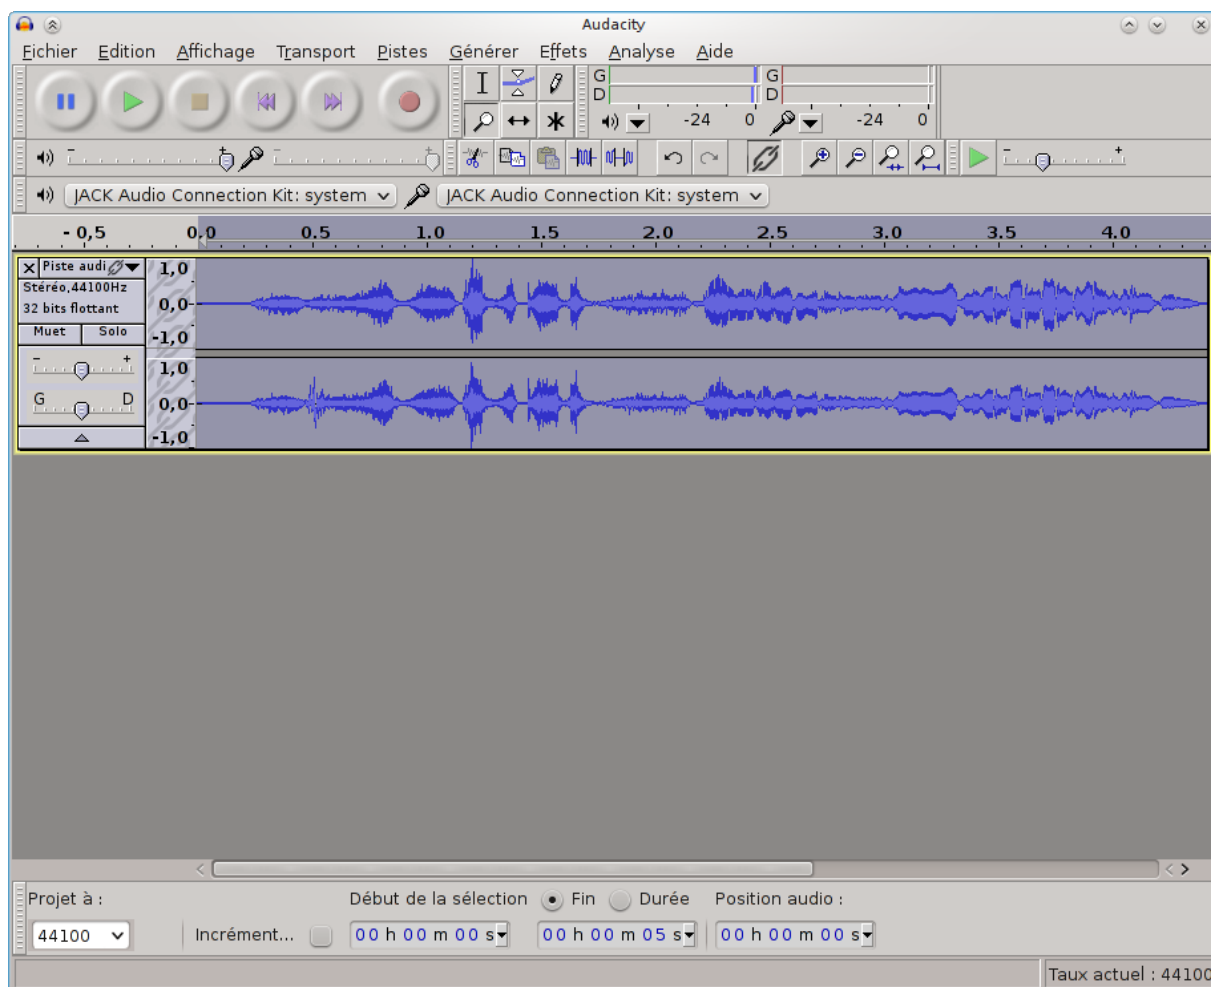 Audacity
Fichier Edition Affichage Transport Pistes Générer Effets Analyse Aide
G G
D D
-24 0 -24 0
- + - +
- +
JACK Audio Connection Kit: system JACK Audio Connection Kit: system
- 0,5 0,0 0.5 1.0 1.5 2.0 2.5 3.0 3.5 4.0
X Piste audi 1,0
Stéréo,44100Hz
32 bits flottant 0,0
Muet Solo -1,0
- + 1,0
G D 0,0
-1,0
Projet à : Début de la sélection Fin Durée Position audio :
44100 Incrément... 00 h 00 m 00 s 00 h 00 m 05 s 00 h 00 m 00 s
Taux actuel : 44100